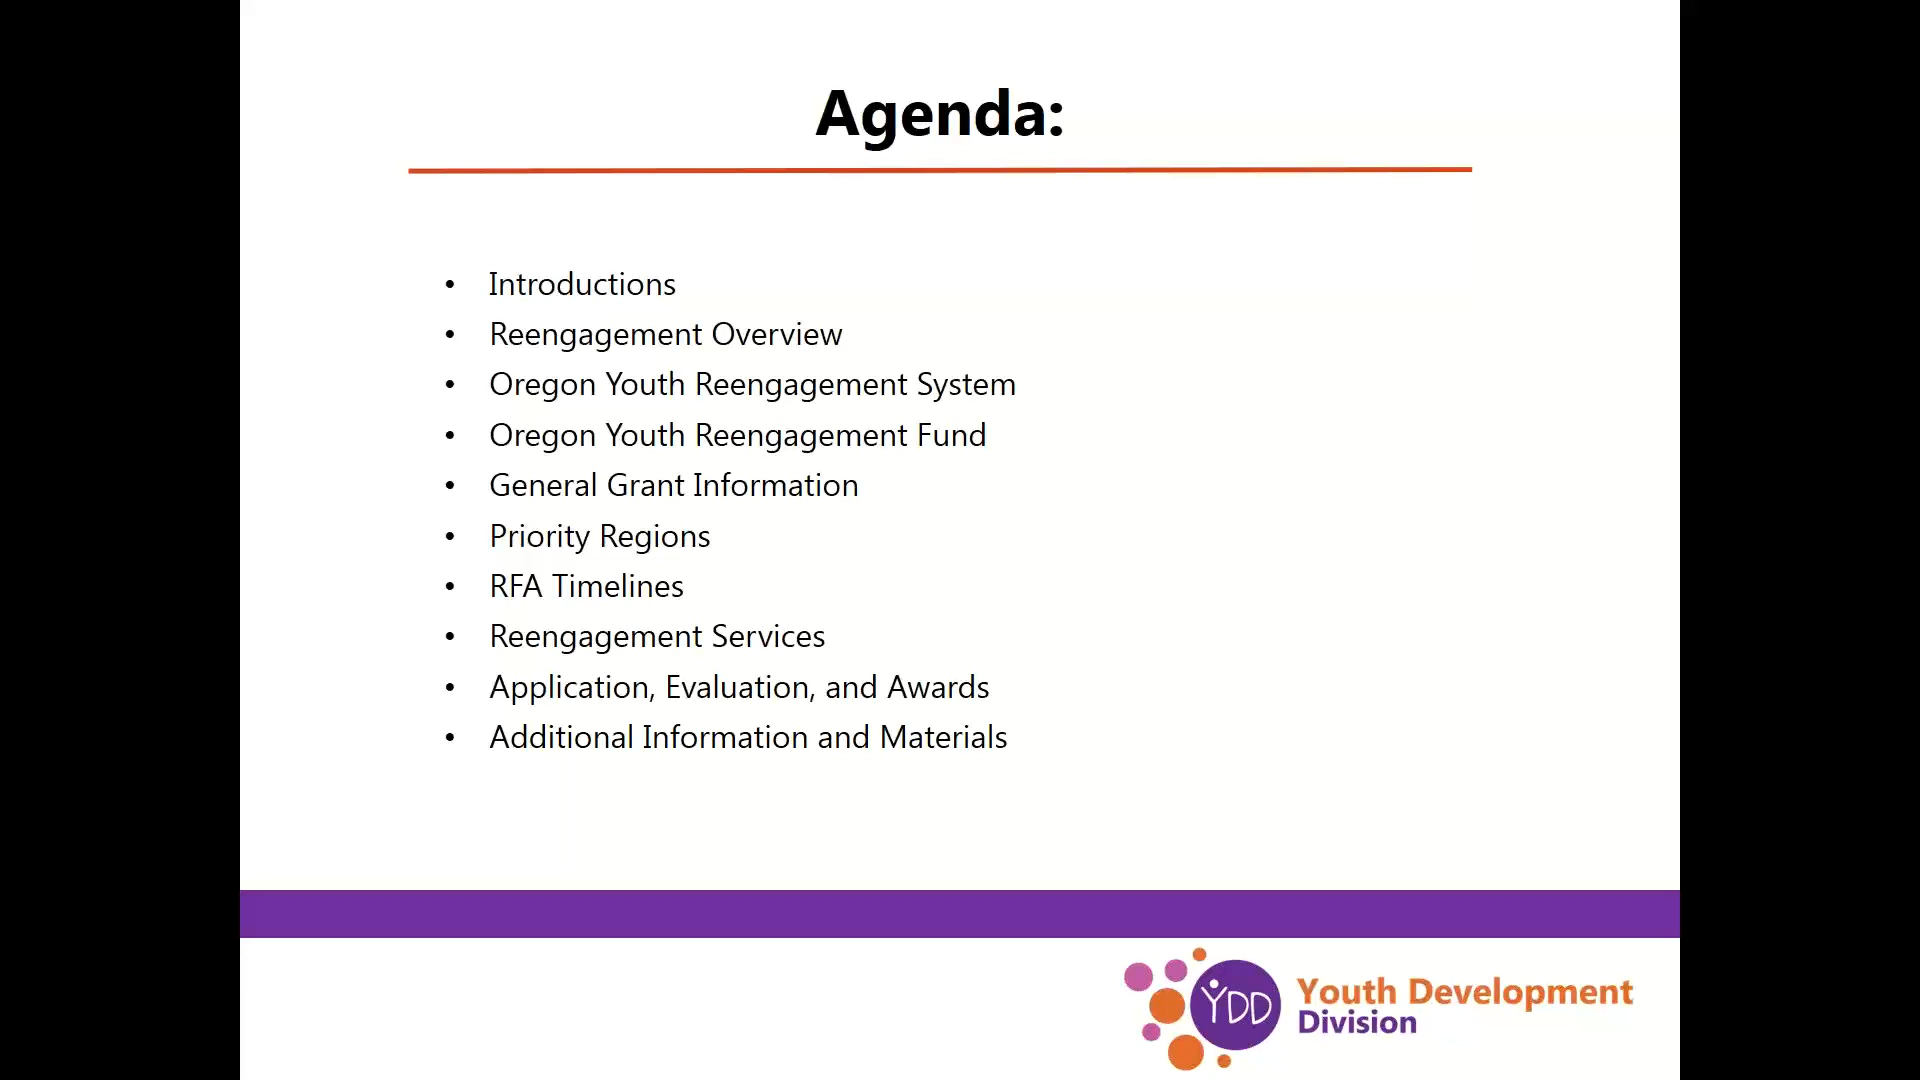 Agenda:
• Introductions
• Reengagement Overview
• Oregon Youth Reengagement System
• Oregon Youth Reengagement Fund
• General Grant Information
• Priority Regions
• RFA Timelines
• Reengagement Services
• Application, Evaluation, and Awards
• Additional Information and Materials
YDD
Youth Development
Division